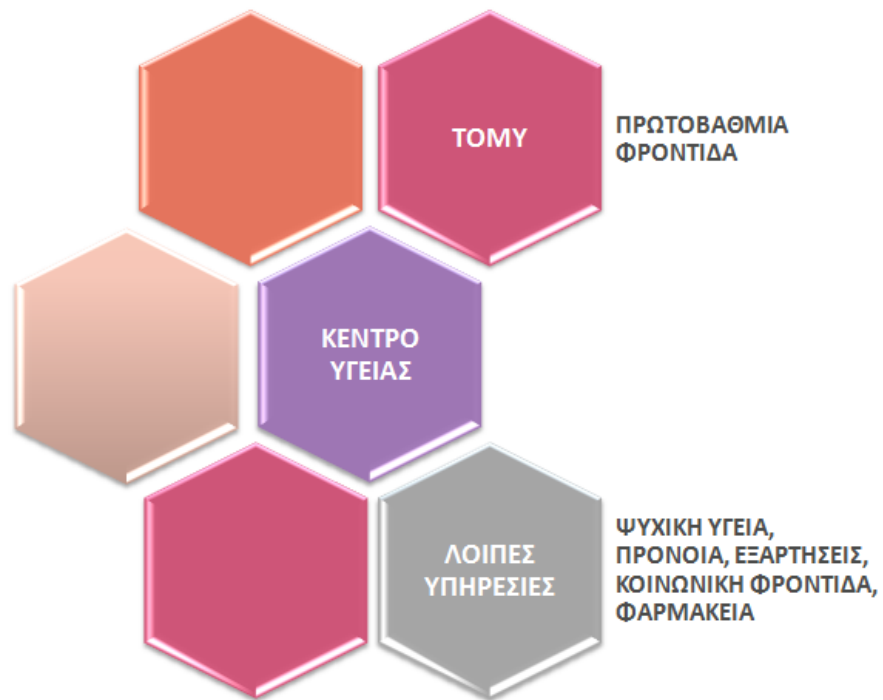 ΤΟΜΥ
ΠΡΩΤΟΒΑΘΜΙΑ
ΦΡΟΝΤΙΔΑ
ΚΕΝΤΡΟ
ΥΓΕΙΑΣ
ΛΟΙΠΕΣ
ΥΠΗΡΕΣΙΕΣ
ΨΥΧΙΚΗ ΥΓΕΙΑ,
ΠΡΟΝΟΙΑ, ΕΞΑΡΤΗΣΕΙΣ,
ΚΟΙΝΩΝΙΚΗ ΦΡΟΝΤΙΔΑ,
ΦΑΡΜΑΚΕΙΑ